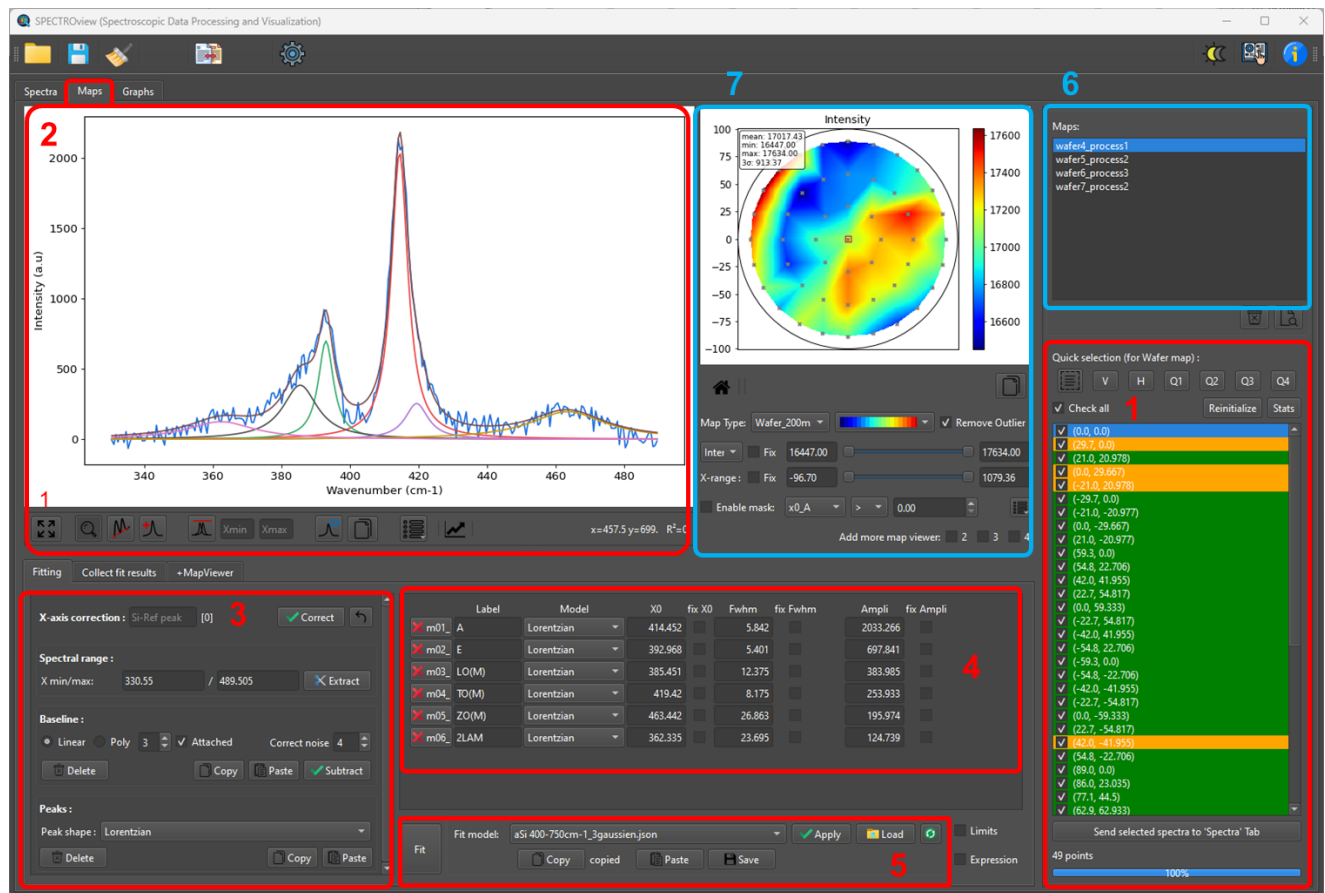 SPECTROview (Spectroscopic Data Processing and Visualization)
Spectra Maps Graphs
7
6
2
Intensity (a.u)
2000
1500
1000
500
0
340 360 380 400 420 440 460 480
Wavenumber (cm-1)
1
Xmin Xmax
x=457.5 y=699. R²=0
Intensity
mean: 17017.43
min: 16447.00
max: 17634.00
3σ: 913.37
100
75
50
25
0
−25
−50
−75
−100
17600
17400
17200
17000
16800
16600
Map Type: Wafer_200m Remove Outlier
Inter Fix 16447.00 17634.00
X-range: Fix -96.70 1079.36
Enable mask: x0_A > 0.00
Add more map viewer: 2 3 4
Maps:
wafer4_process1
wafer5_process2
wafer6_process3
wafer7_process2
Quick selection (for Wafer map) :
V H Q1 Q2 Q3 Q4
1
Check all Reinitialize Stats
(0.0, 0.0)
(29.7, 0.0)
(21.0, 20.978)
(0.0, 29.667)
(-21.0, 20.978)
(-29.7, 0.0)
(-21.0, -20.977)
(0.0, -29.667)
(21.0, -20.977)
(59.3, 0.0)
(54.8, 22.706)
(42.0, 41.955)
(22.7, 54.817)
(0.0, 59.333)
(-22.7, 54.817)
(-42.0, 41.955)
(-54.8, 22.706)
(-59.3, 0.0)
(-54.8, -22.706)
(-42.0, -41.955)
(-22.7, -54.817)
(0.0, -59.333)
(22.7, -54.817)
(42.0, -41.955)
(54.8, -22.706)
(89.0, 0.0)
(86.0, 23.035)
(77.1, 44.5)
(62.9, 62.933)
Send selected spectra to 'Spectra' Tab
49 points
100%
Fitting Collect fit results +MapViewer
X-axis correction : Si-Ref peak [0] 3 Correct
Spectral range :
X min/max: 330.55 / 489.505 Extract
Baseline :
Linear Poly 3 Attached Correct noise 4
Delete Copy Paste Subtract
Peaks :
Peak shape : Lorentzian
Delete Copy Paste
Label Model X0 fix X0 Fwhm fix Fwhm Ampli fix Ampli
m01_ A Lorentzian 414.452 5.842 2033.266
m02_ E Lorentzian 392.968 5.401 697.841
m03_ LO(M) Lorentzian 385.451 12.375 383.985
4
m04_ TO(M) Lorentzian 419.42 8.175 253.933
m05_ ZO(M) Lorentzian 463.442 26.863 195.974
m06_ 2LAM Lorentzian 362.335 23.695 124.739
Fit Fit model: aSi 400-750cm-1_3gaussien.json Apply Load Limits
Copy copied Paste Save 5 Expression